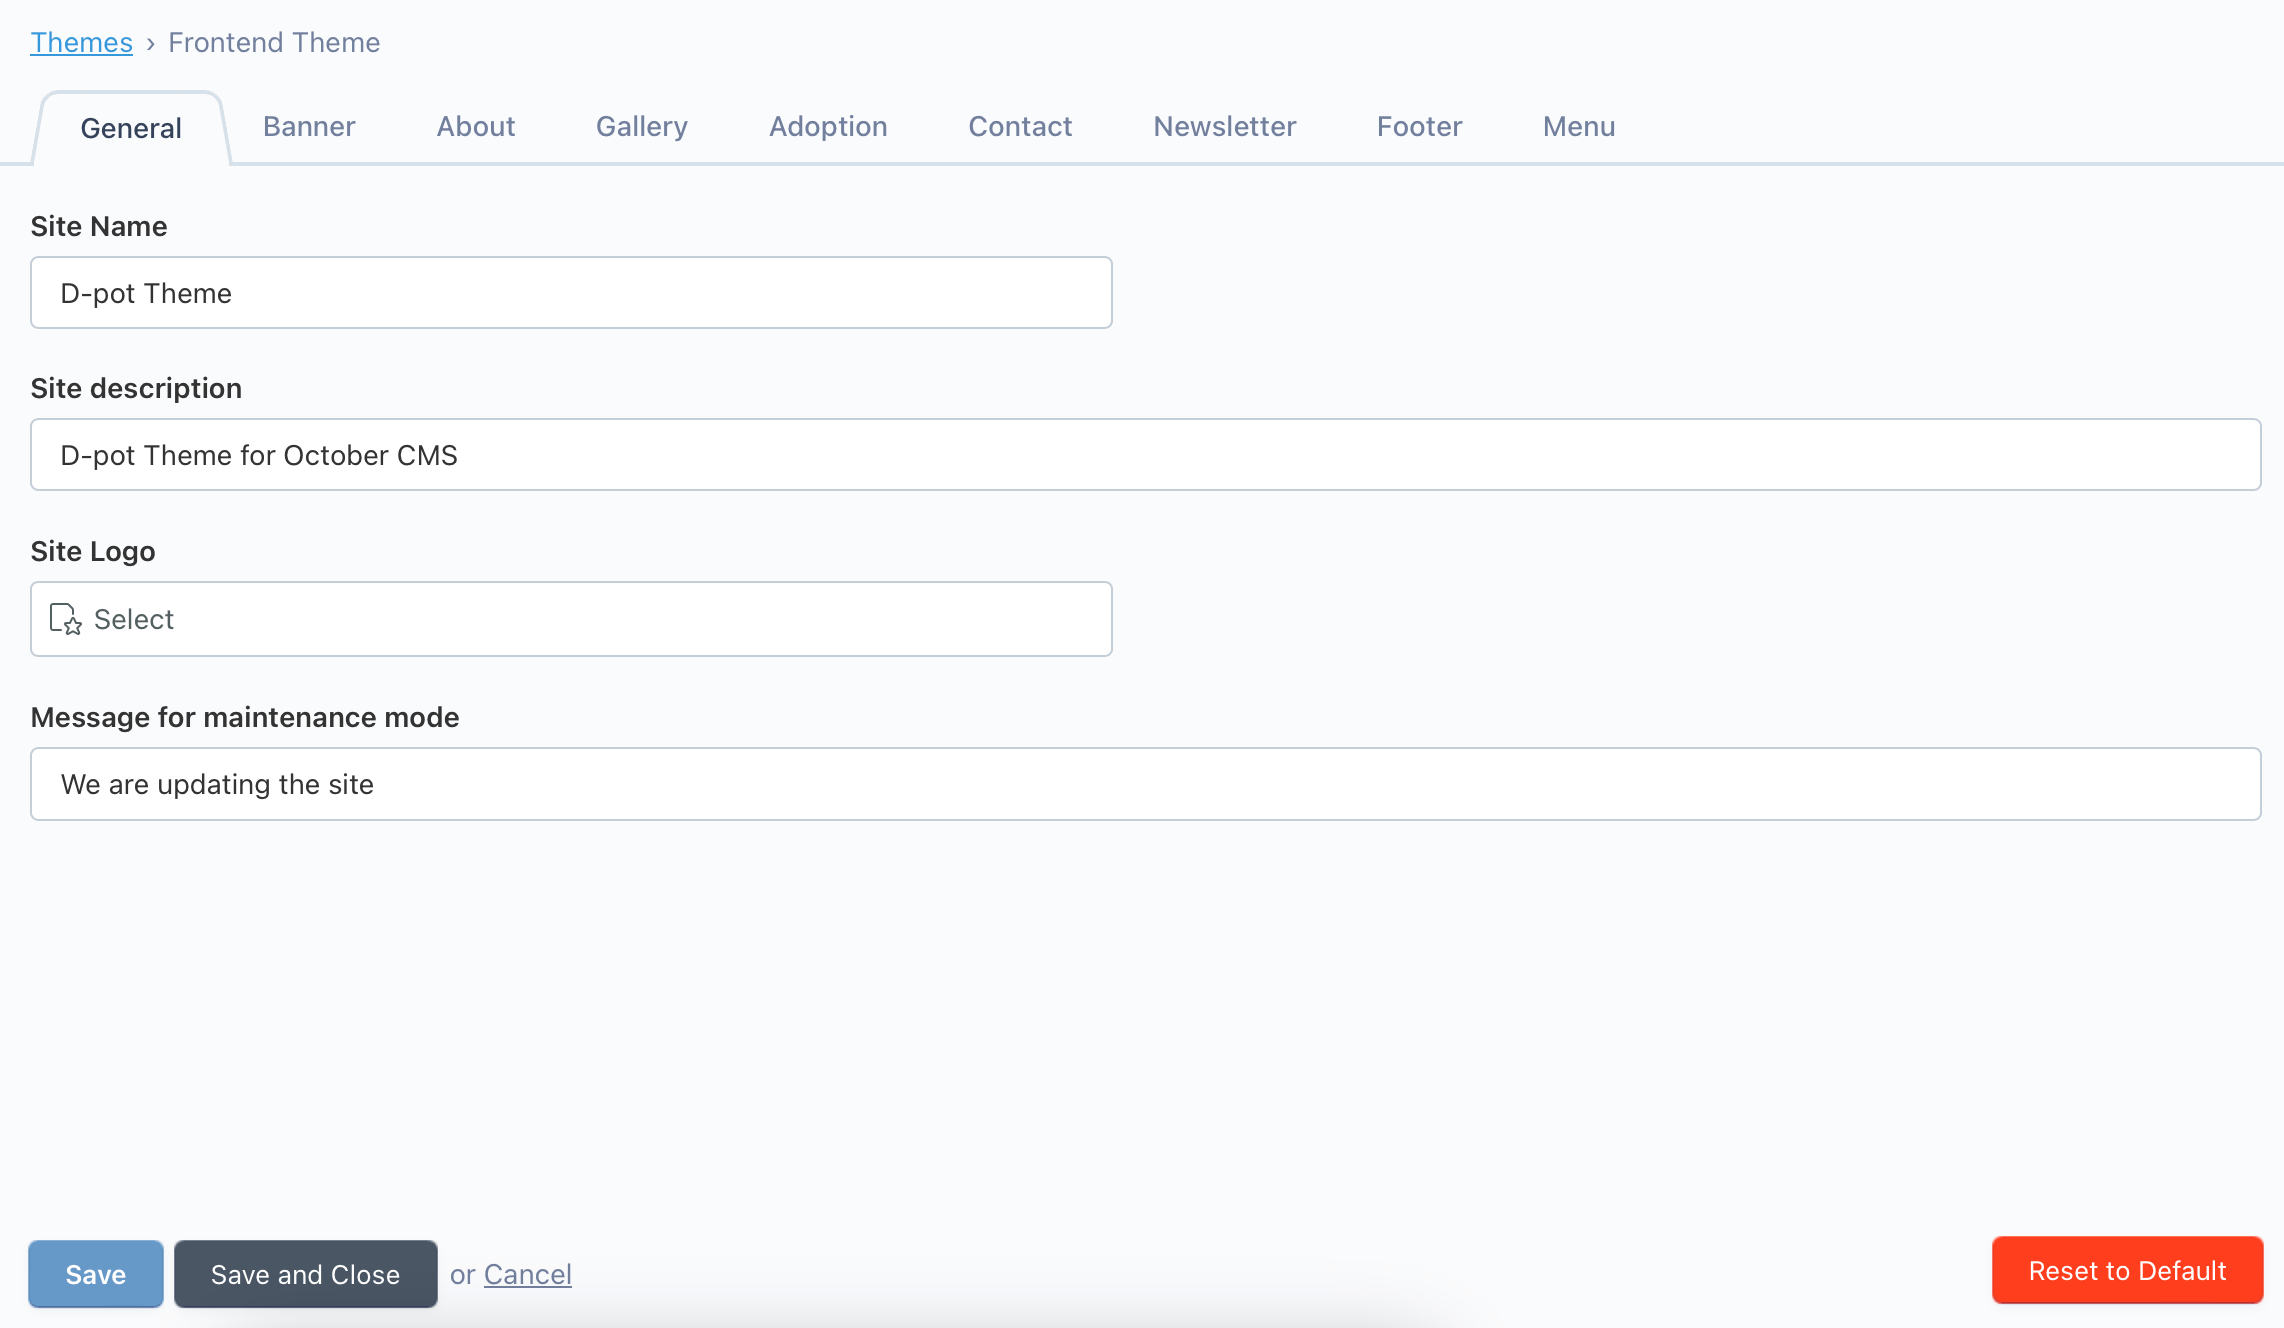 Themes › Frontend Theme
General Banner About Gallery Adoption Contact Newsletter Footer Menu
Site Name
D-pot Theme
Site description
D-pot Theme for October CMS
Site Logo
Select
Message for maintenance mode
We are updating the site
Save Save and Close or Cancel Reset to Default